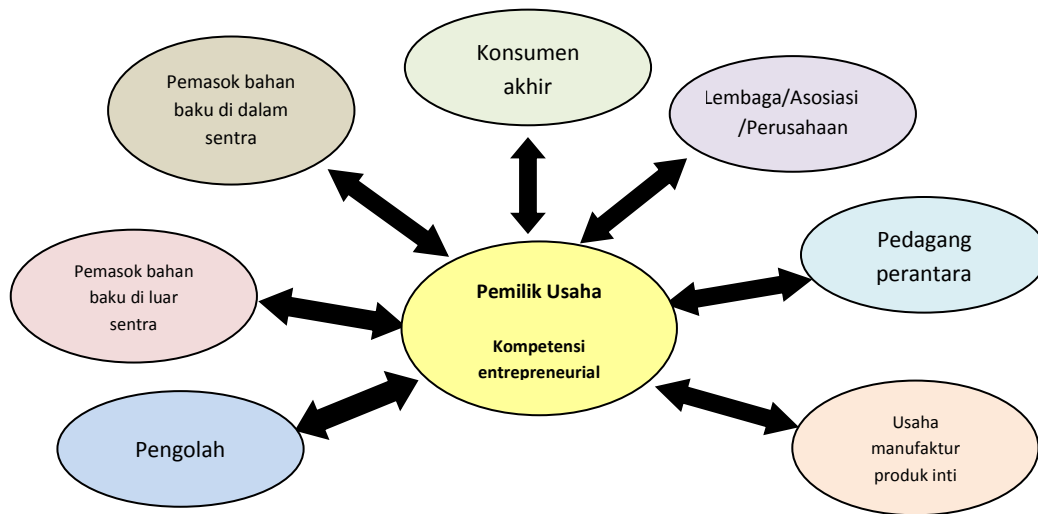 Konsumen
akhir
Pemasok bahan
baku di dalam
sentra
Lembaga/Asosiasi
/Perusahaan
Pedagang
perantara
Pemasok bahan
baku di luar
sentra
Pemilik Usaha
Kompetensi
entrepreneurial
Pengolah
Usaha
manufaktur
produk inti